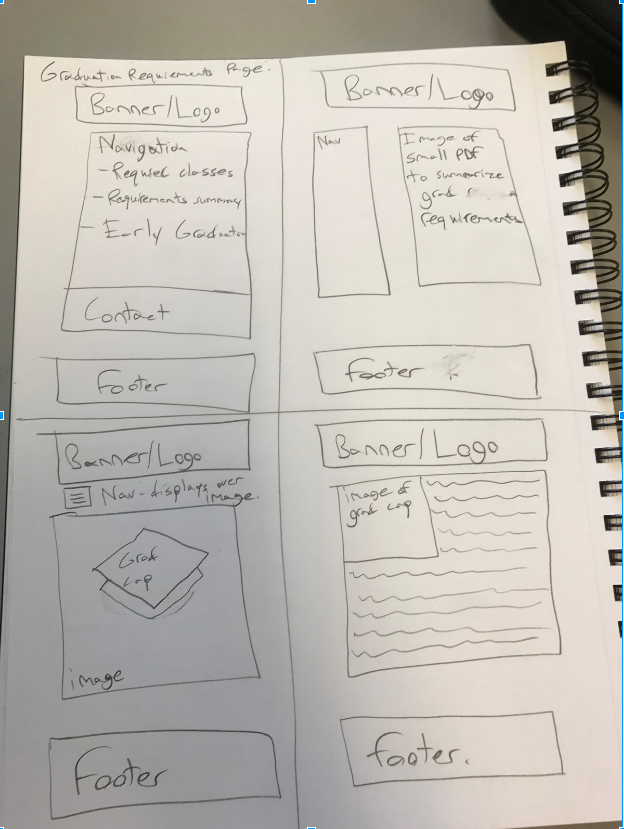 Graduation Requirements Page.
Banner/Logo
Navigation
- Required classes
- Requirements summary
- Early Graduation
Contact
Footer
Banner/Logo
Nav
Image of
small PDF
to summarize
grad
requirements
Footer
Banner/Logo
Nav - displays over
image.
Grad
cap
image
Footer
Banner/Logo
image of
grad cap
footer.